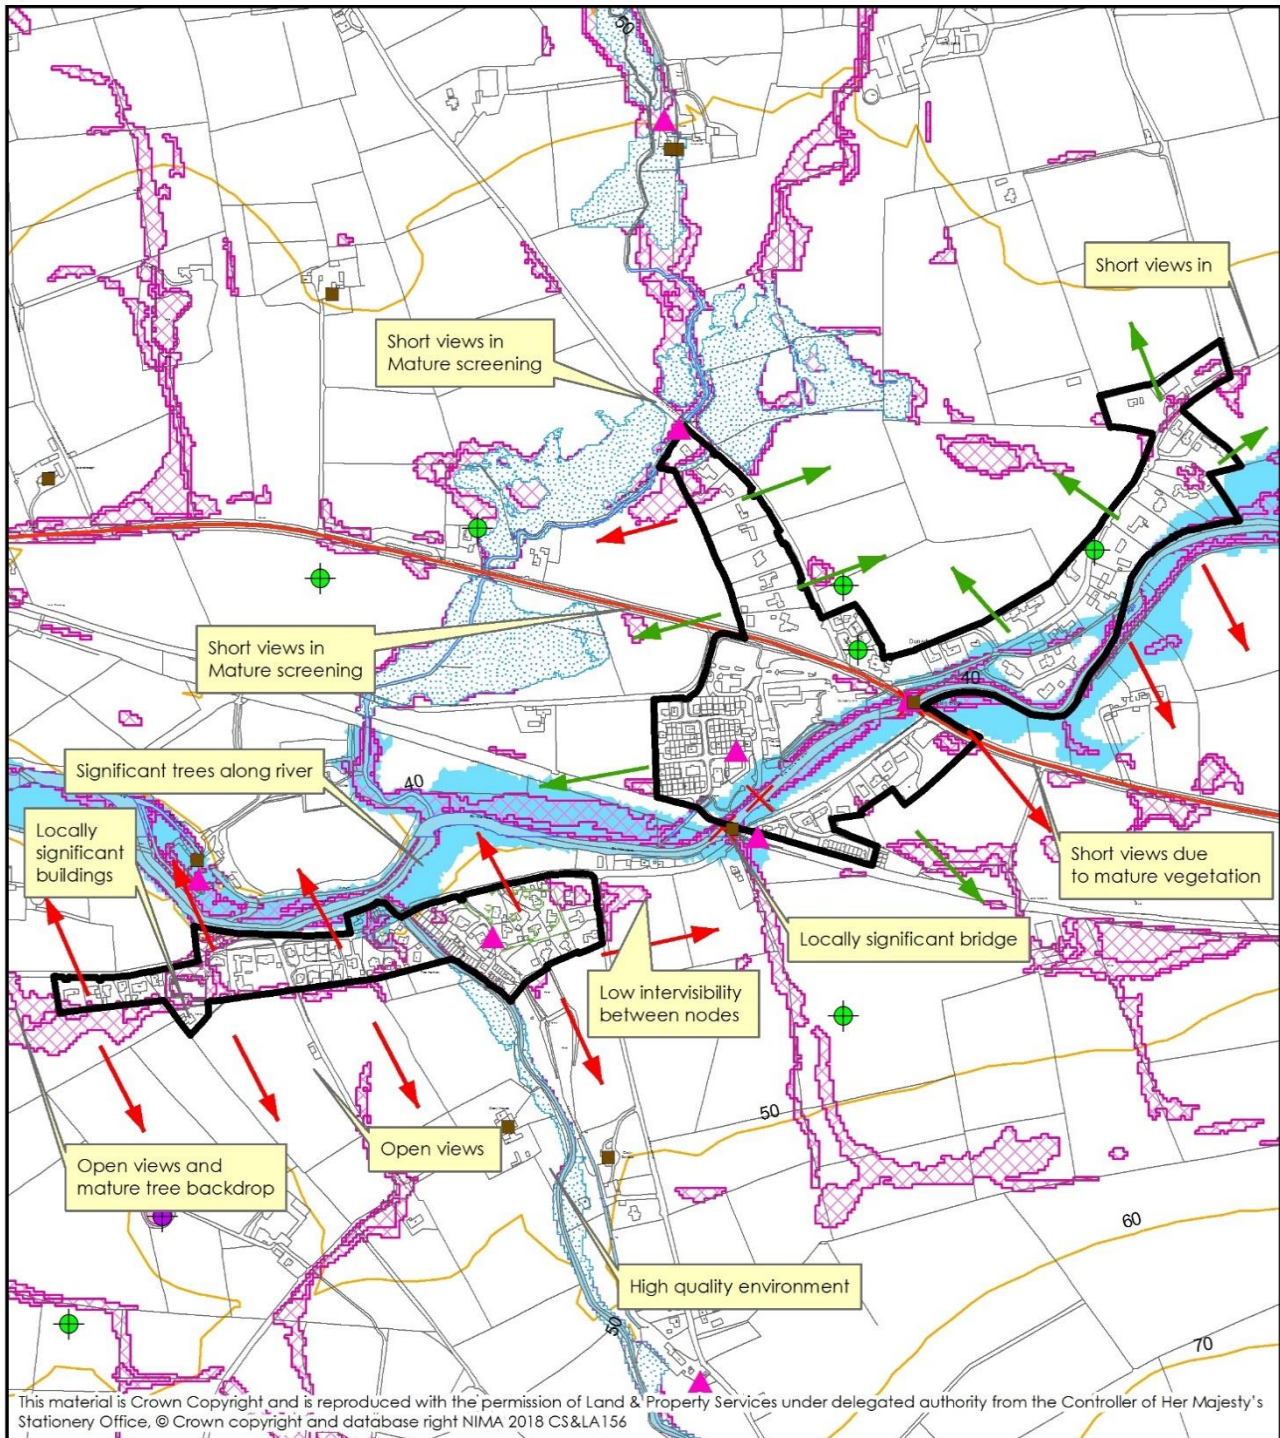 60
Short views in
Short views in
Mature screening
Short views in
Mature screening
40
Significant trees along river
40
Locally
significant
buildings
Short views due
to mature vegetation
Locally significant bridge
Low intervisibility
between nodes
50
Open views
Open views and
mature tree backdrop
60
High quality environment
50
70
This material is Crown Copyright and is reproduced with the permission of Land & Property Services under delegated authority from the Controller of Her Majesty's
Stationery Office, © Crown copyright and database right NIMA 2018 CS&LA156